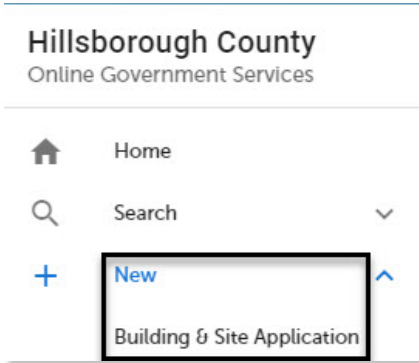 Hillsborough County
Online Government Services
Home
Search
New
Building & Site Application